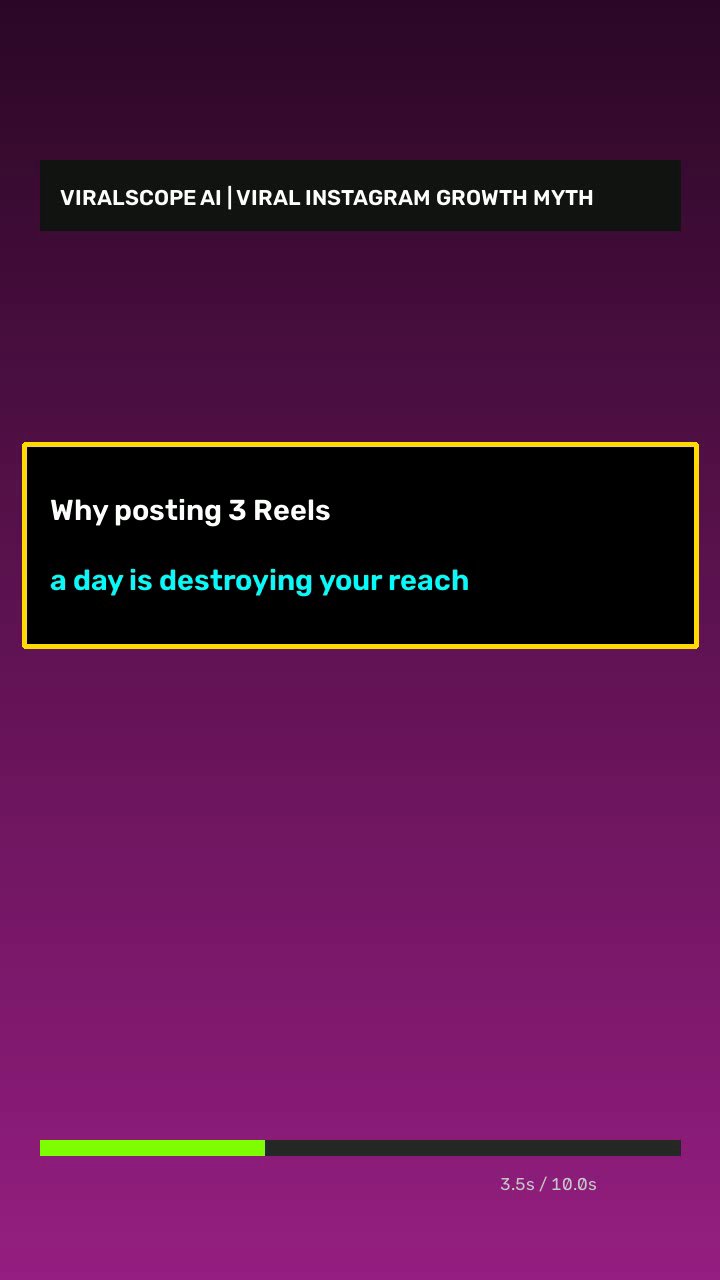 VIRALSCOPE AI | VIRAL INSTAGRAM GROWTH MYTH
Why posting 3 Reels
a day is destroying your reach
3.5s / 10.0s